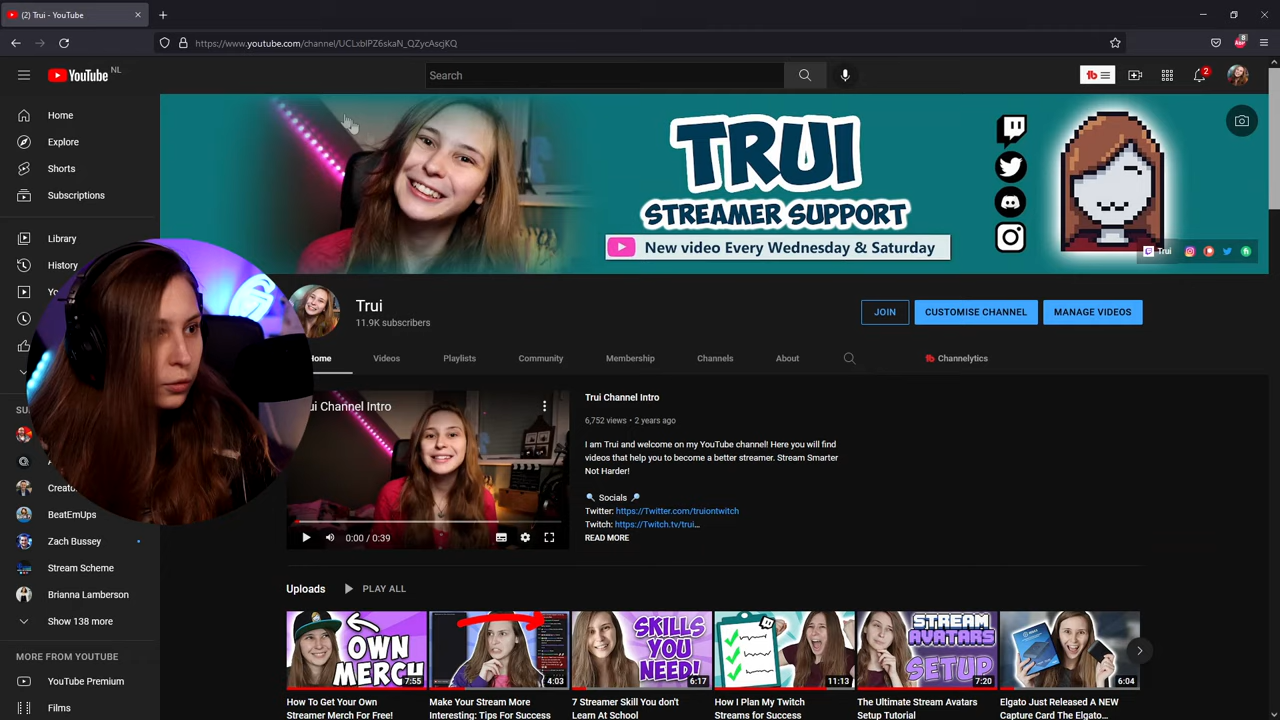 (2) Trui - YouTube
https://www.youtube.com/channel/UCLxblPZ6skaN_QZycAscjKQ
YouTube NL
Search
2
8
Home
Explore
Shorts
Subscriptions
Library
History
TRUI
STREAMER SUPPORT
New video Every Wednesday & Saturday
Trui
Trui
11.9K subscribers
JOIN
CUSTOMISE CHANNEL
MANAGE VIDEOS
Home
Videos
Playlists
Community
Membership
Channels
About
Channelytics
Channel Intro
0:00 / 0:39
Trui Channel Intro
6,752 views • 2 years ago
I am Trui and welcome on my YouTube channel! Here you will find
videos that help you to become a better streamer. Stream Smarter
Not Harder!
🔍 Socials 🔎
Twitter: https://Twitter.com/truiontwitch
Twitch: https://Twitch.tv/trui...
READ MORE
BeatEmUps
Zach Bussey
Stream Scheme
Brianna Lamberson
Show 138 more
MORE FROM YOUTUBE
YouTube Premium
Films
Uploads
PLAY ALL
OWN
MERCH
7:55
4:03
SKILLS
YOU
NEED!
6:17
11:13
STREAM
AVATARS
SETUP
7:20
6:04
How To Get Your Own
Streamer Merch For Free!
Make Your Stream More
Interesting: Tips For Success
7 Streamer Skill You don't
Learn At School
How I Plan My Twitch
Streams for Success
The Ultimate Stream Avatars
Setup Tutorial
Elgato Just Released A NEW
Capture Card The Elgato...